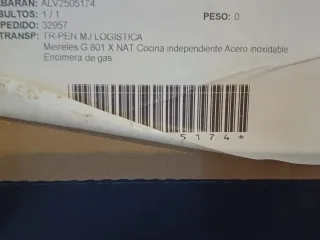 ALBARAN: ALV2505174
BULTOS: 1 / 1
PESO: 0
PEDIDO: 32957
TRANSP: TR-PEN MJ LOGISTICA
Meireles G 801 X NAT Cocina independiente Acero inoxidable
Encimera de gas
5174*